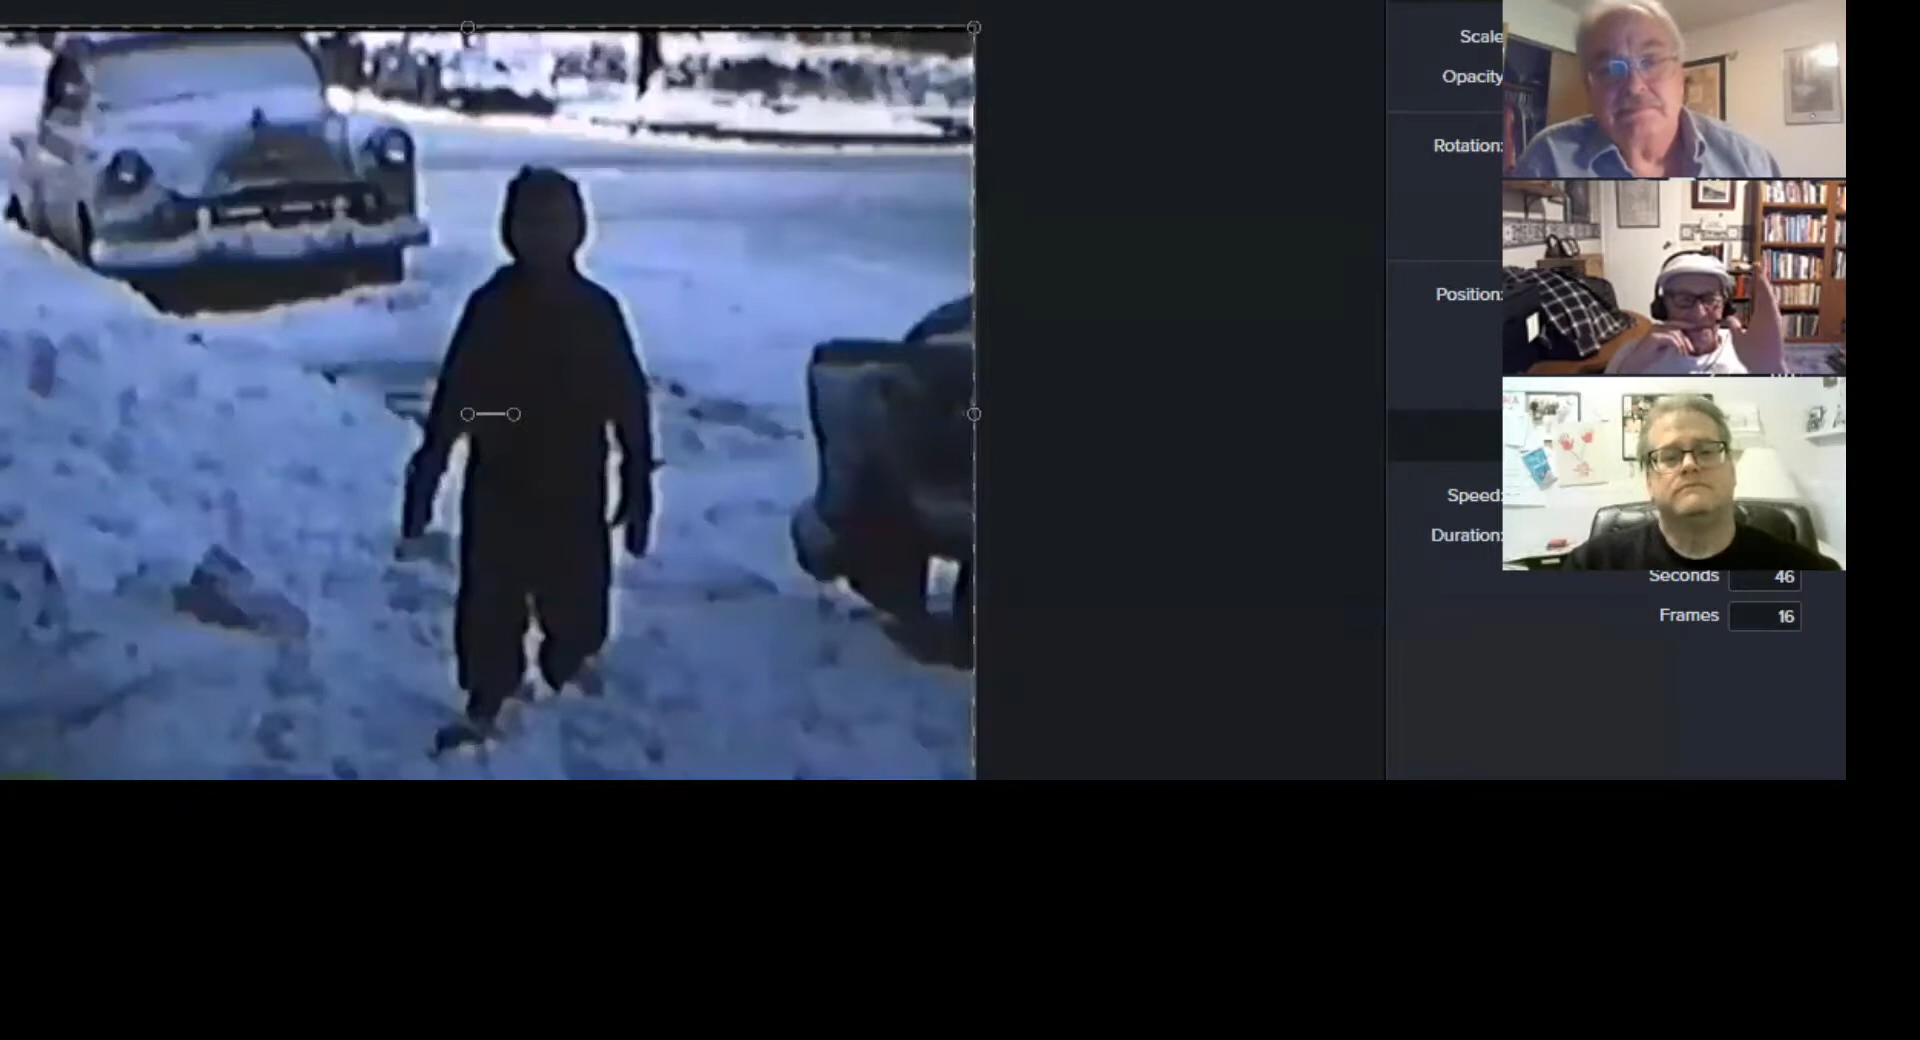 Scale
Opacity
Rotation:
Position:
Speed:
Duration:
Seconds 46
Frames 16